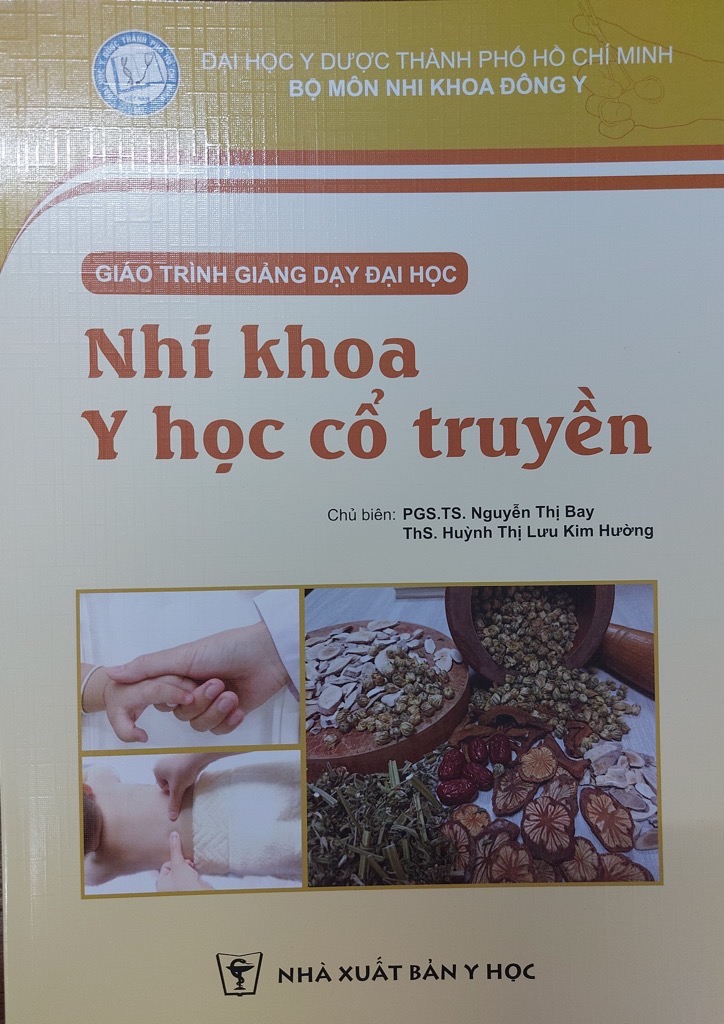 ĐẠI HỌC Y DƯỢC THÀNH PHỐ HỒ CHÍ MINH
BỘ MÔN NHI KHOA ĐÔNG Y
GIÁO TRÌNH GIẢNG DẠY ĐẠI HỌC
Nhi khoa
Y học cổ truyền
Chủ biên: PGS.TS. Nguyễn Thị Bay
ThS. Huỳnh Thị Lưu Kim Hường
NHÀ XUẤT BẢN Y HỌC